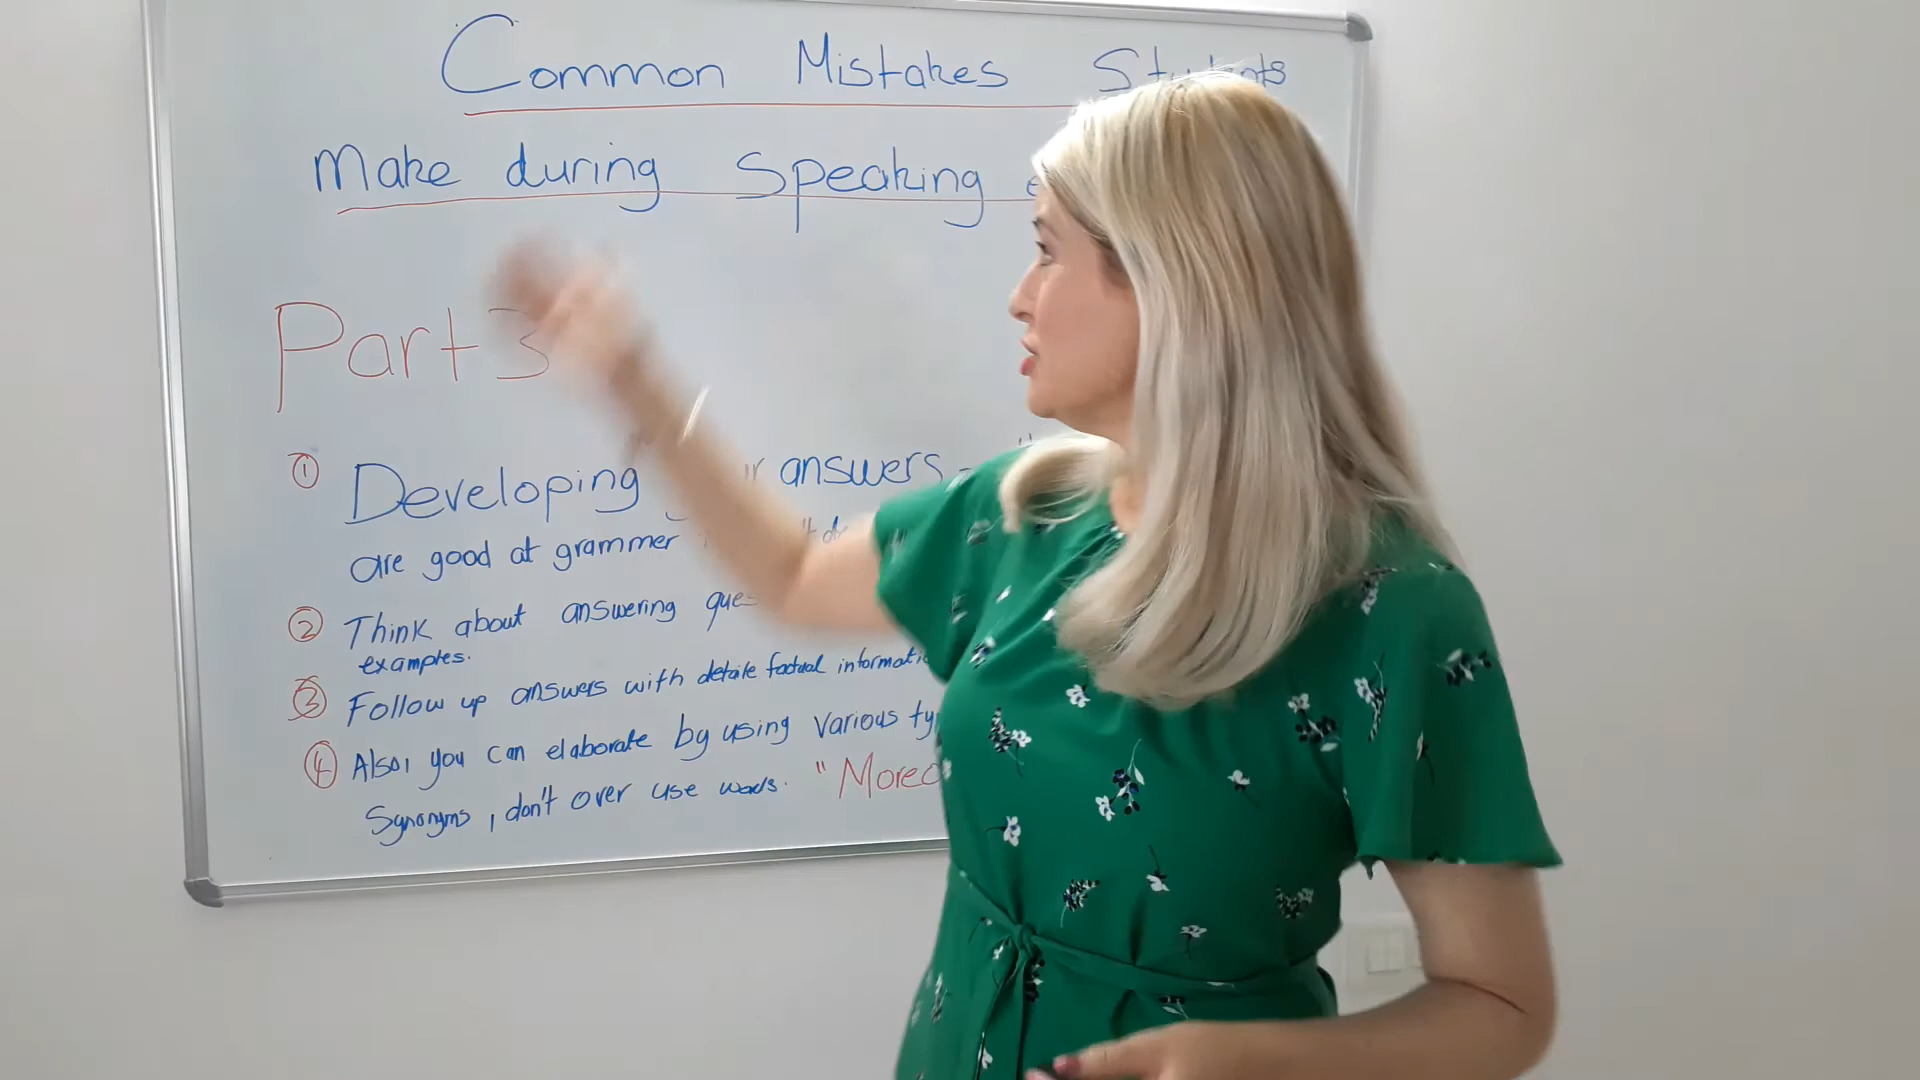 Common Mistakes Students
Make during Speaking
Part 3
① Developing answers -
are good at grammer
② Think about answering
examples.
③ Follow up answers with detaile factual
④ Also, you can elaborate by using various
Synonyms, don't over use words. "